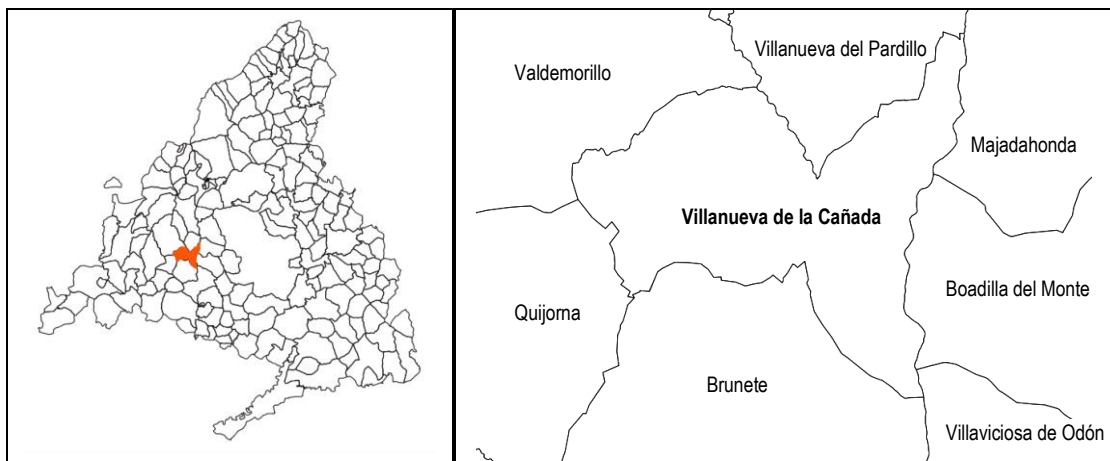 Villanueva del Pardillo
Valdemorillo
Majadahonda
Villanueva de la Cañada
Boadilla del Monte
Quijorna
Brunete
Villaviciosa de Odón